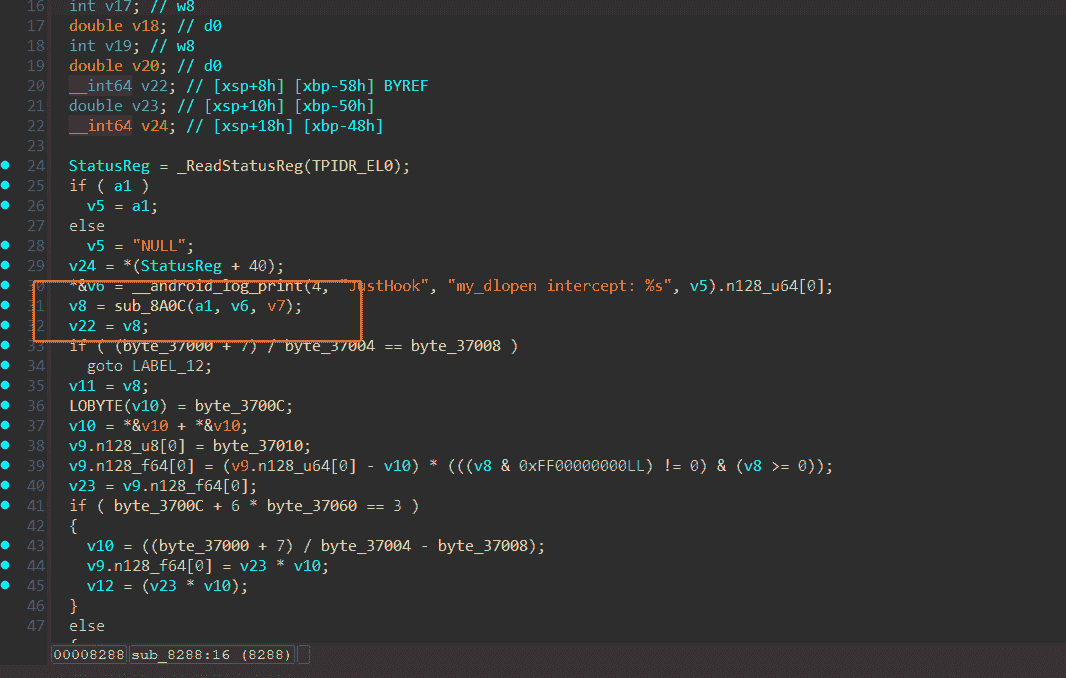 16 int v17; // w8
17 double v18; // d0
18 int v19; // w8
19 double v20; // d0
20 __int64 v22; // [xsp+8h] [xbp-58h] BYREF
21 double v23; // [xsp+10h] [xbp-50h]
22 __int64 v24; // [xsp+18h] [xbp-48h]
23
24 StatusReg = _ReadStatusReg(TPIDR_EL0);
25 if ( a1 )
26 v5 = a1;
27 else
28 v5 = "NULL";
29 v24 = *(StatusReg + 40);
30 *&v6 = __android_log_print(4, "JustHook", "my_dlopen intercept: %s", v5).n128_u64[0];
31 v8 = sub_8A0C(a1, v6, v7);
32 v22 = v8;
33 if ( (byte_37000 + 7) / byte_37004 == byte_37008 )
34 goto LABEL_12;
35 v11 = v8;
36 LOBYTE(v10) = byte_3700C;
37 v10 = *&v10 + *&v10;
38 v9.n128_u8[0] = byte_37010;
39 v9.n128_f64[0] = (v9.n128_u64[0] - v10) * (((v8 & 0xFF00000000LL) != 0) & (v8 >= 0));
40 v23 = v9.n128_f64[0];
41 if ( byte_3700C + 6 * byte_37060 == 3 )
42 {
43 v10 = ((byte_37000 + 7) / byte_37004 - byte_37008);
44 v9.n128_f64[0] = v23 * v10;
45 v12 = (v23 * v10);
46 }
47 else
00008288 sub_8288:16 (8288)